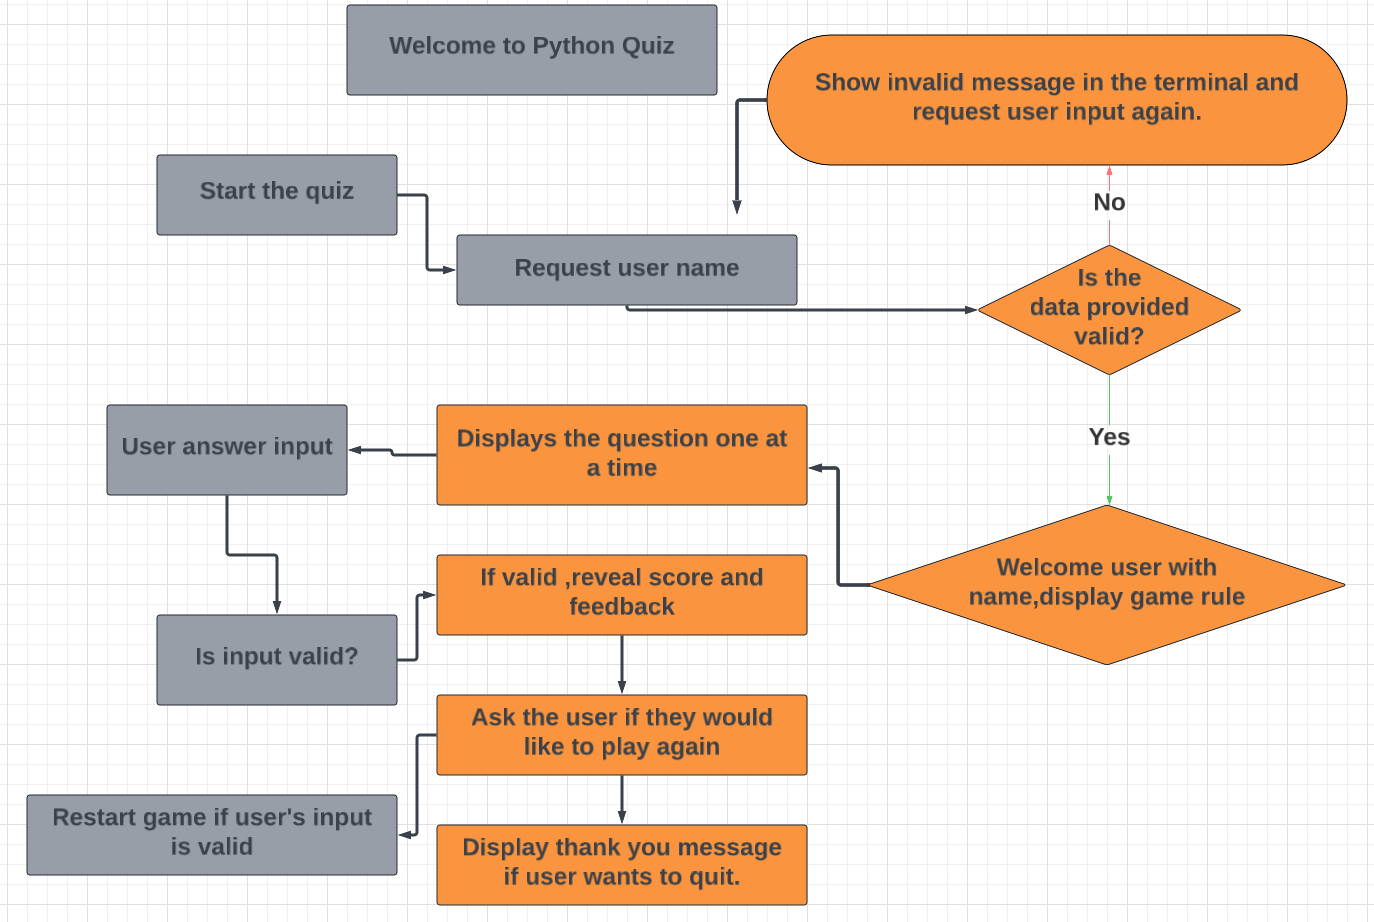 Welcome to Python Quiz
Show invalid message in the terminal and
request user input again.
Start the quiz
No
Request user name
Is the
data provided
valid?
Yes
User answer input
Displays the question one at
a time
Welcome user with
name,display game rule
If valid ,reveal score and
feedback
Is input valid?
Ask the user if they would
like to play again
Restart game if user's input
is valid
Display thank you message
if user wants to quit.